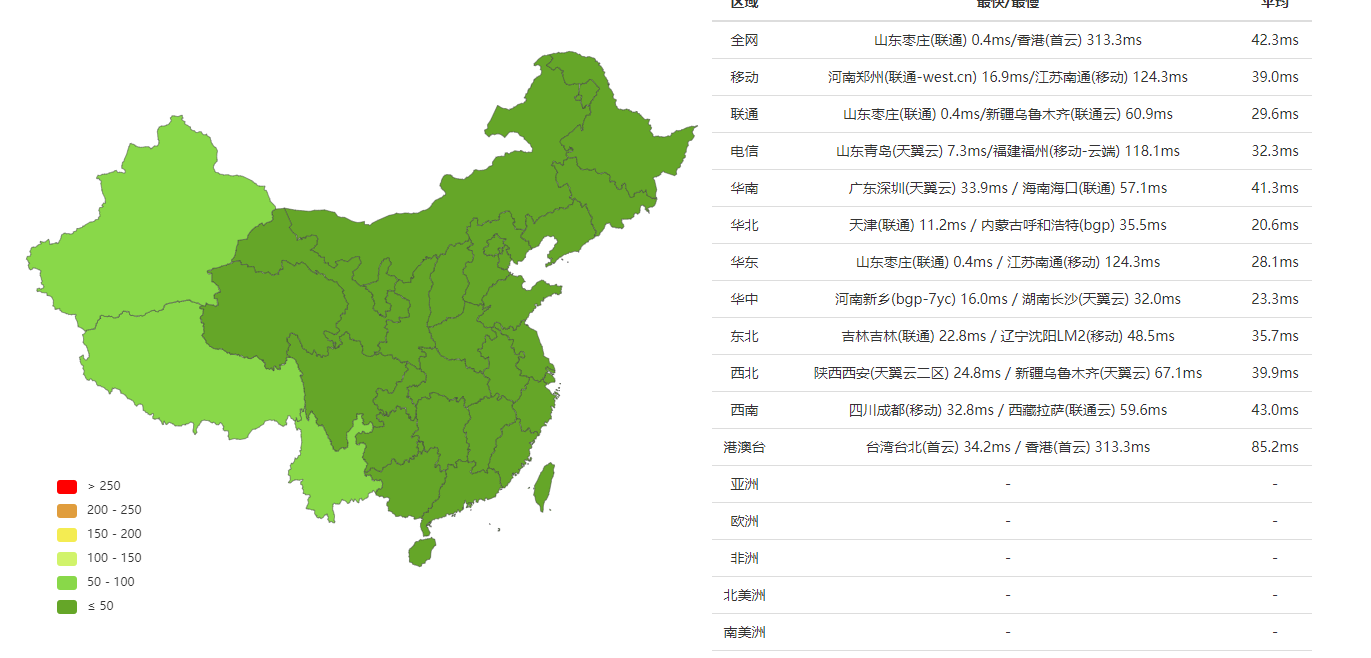 区域 最快/最慢 平均
全网 山东枣庄(联通) 0.4ms/香港(首云) 313.3ms 42.3ms
移动 河南郑州(联通-west.cn) 16.9ms/江苏南通(移动) 124.3ms 39.0ms
联通 山东枣庄(联通) 0.4ms/新疆乌鲁木齐(联通云) 60.9ms 29.6ms
电信 山东青岛(天翼云) 7.3ms/福建福州(移动-云端) 118.1ms 32.3ms
华南 广东深圳(天翼云) 33.9ms / 海南海口(联通) 57.1ms 41.3ms
华北 天津(联通) 11.2ms / 内蒙古呼和浩特(bgp) 35.5ms 20.6ms
华东 山东枣庄(联通) 0.4ms / 江苏南通(移动) 124.3ms 28.1ms
华中 河南新乡(bgp-7yc) 16.0ms / 湖南长沙(天翼云) 32.0ms 23.3ms
东北 吉林吉林(联通) 22.8ms / 辽宁沈阳LM2(移动) 48.5ms 35.7ms
西北 陕西西安(天翼云二区) 24.8ms / 新疆乌鲁木齐(天翼云) 67.1ms 39.9ms
西南 四川成都(移动) 32.8ms / 西藏拉萨(联通云) 59.6ms 43.0ms
港澳台 台湾台北(首云) 34.2ms / 香港(首云) 313.3ms 85.2ms
亚洲 - -
欧洲 - -
非洲 - -
北美洲 - -
南美洲 - -
> 250
200 - 250
150 - 200
100 - 150
50 - 100
≤ 50